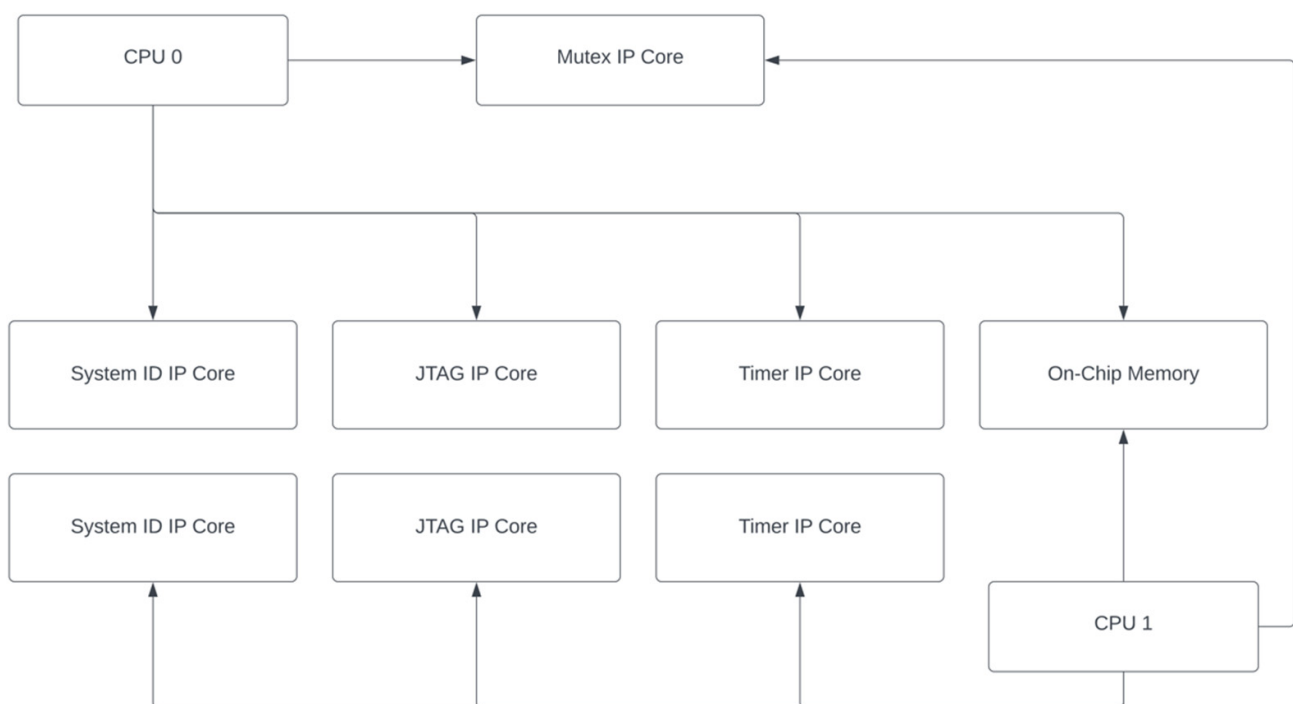 CPU 0
Mutex IP Core
System ID IP Core
JTAG IP Core
Timer IP Core
On-Chip Memory
System ID IP Core
JTAG IP Core
Timer IP Core
CPU 1